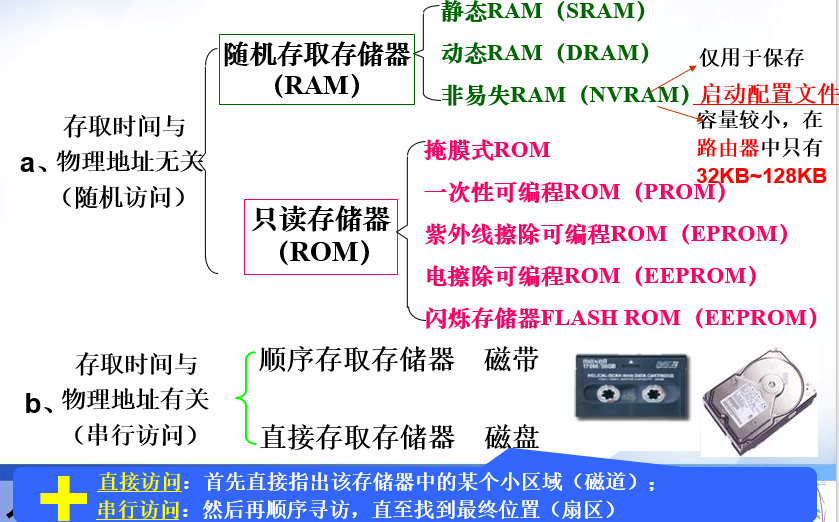 静态RAM（SRAM）
随机存取存储器
（RAM）
动态RAM（DRAM）
非易失RAM（NVRAM）
仅用于保存
启动配置文件
容量较小，在
路由器中只有
32KB~128KB
存取时间与
a、物理地址无关
（随机访问）
掩膜式ROM
一次性可编程ROM（PROM）
只读存储器
（ROM）
紫外线擦除可编程ROM（EPROM）
电擦除可编程ROM（EEPROM）
闪烁存储器FLASH ROM（EEPROM）
存取时间与
b、物理地址有关
（串行访问）
顺序存取存储器 磁带
直接存取存储器 磁盘
maxell
直接访问：首先直接指出该存储器中的某个小区域（磁道）；
串行访问：然后再顺序寻访，直至找到最终位置（扇区）